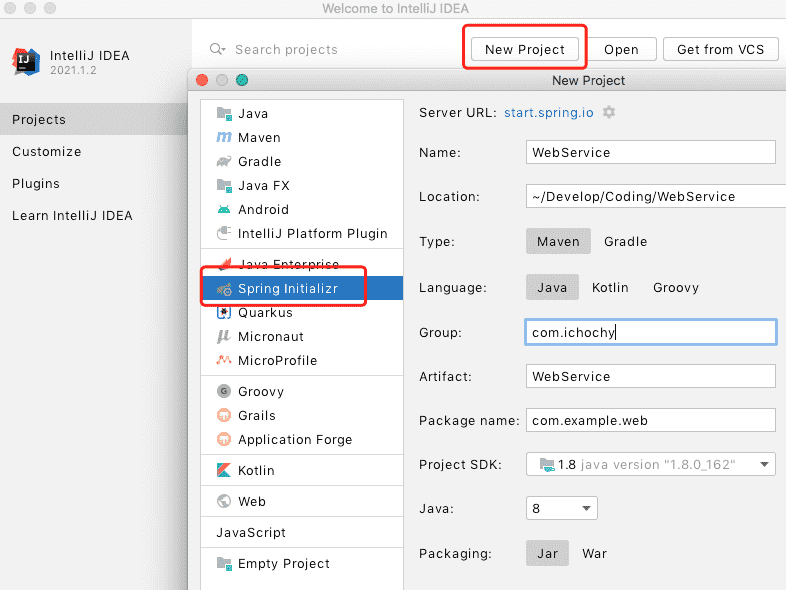 Welcome to IntelliJ IDEA
IntelliJ IDEA
2021.1.2
Search projects
New Project
Open
Get from VCS
Projects
Customize
Plugins
Learn IntelliJ IDEA
New Project
Java
Maven
Gradle
Java FX
Android
IntelliJ Platform Plugin
Java Enterprise
Spring Initializr
Quarkus
Micronaut
MicroProfile
Groovy
Grails
Application Forge
Kotlin
Web
JavaScript
Empty Project
Server URL: start.spring.io
Name: WebService
Location: ~/Develop/Coding/WebService
Type: Maven Gradle
Language: Java Kotlin Groovy
Group: com.ichochy
Artifact: WebService
Package name: com.example.web
Project SDK: 1.8 java version "1.8.0_162"
Java: 8
Packaging: Jar War